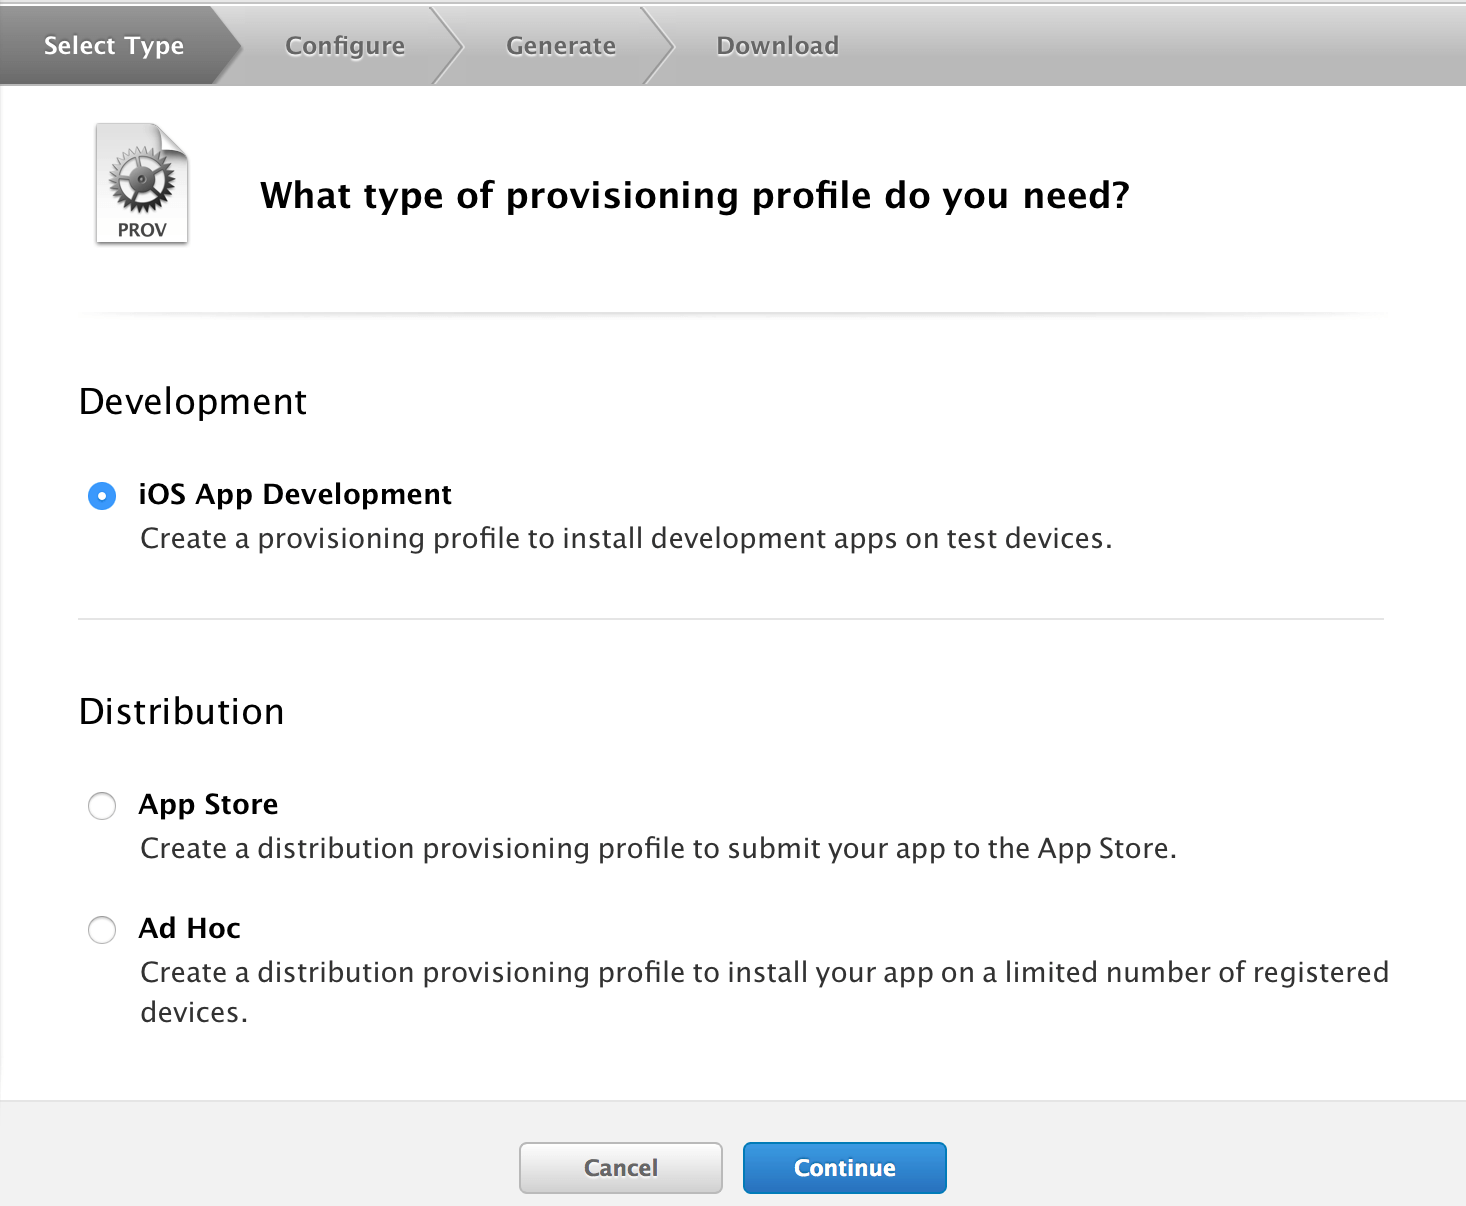 Select Type
Configure
Generate
Download
PROV
What type of provisioning profile do you need?
Development
iOS App Development
Create a provisioning profile to install development apps on test devices.
Distribution
App Store
Create a distribution provisioning profile to submit your app to the App Store.
Ad Hoc
Create a distribution provisioning profile to install your app on a limited number of registered
devices.
Cancel
Continue